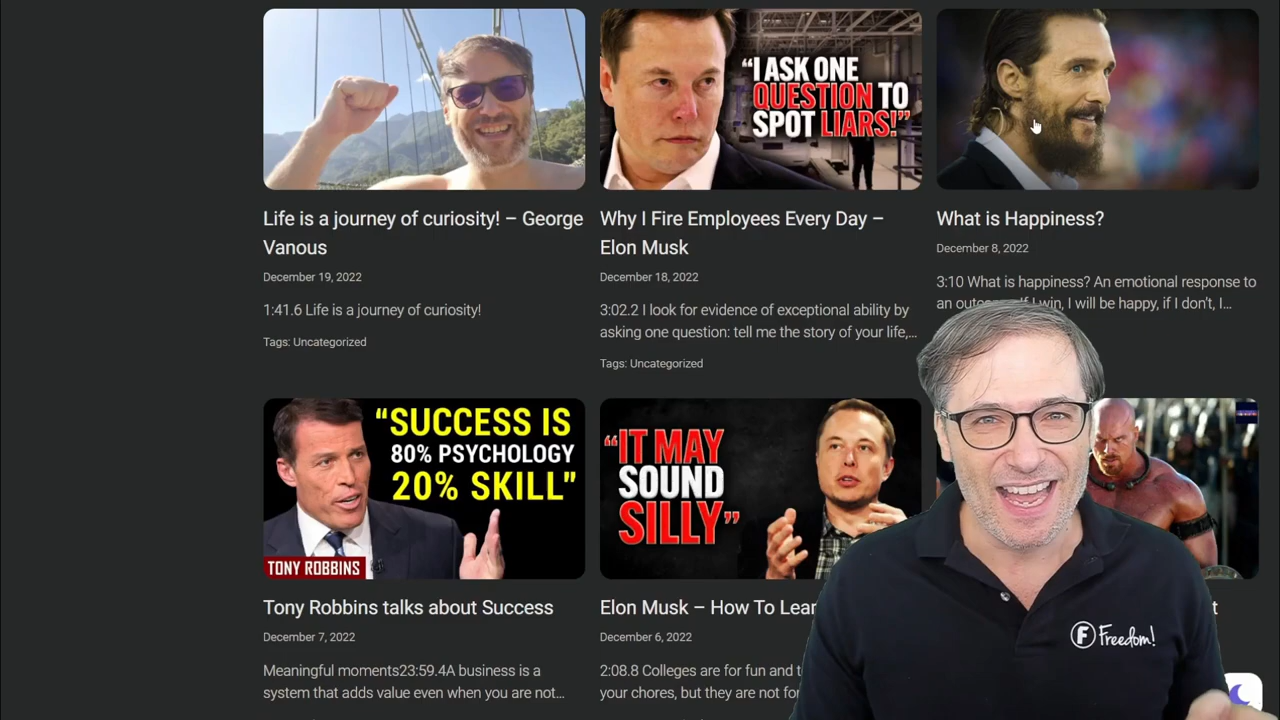 “I ASK ONE
QUESTION TO
SPOT LIARS!”
Life is a journey of curiosity! – George
Vanous
December 19, 2022
1:41.6 Life is a journey of curiosity!
Tags: Uncategorized
Why I Fire Employees Every Day –
Elon Musk
December 18, 2022
3:02.2 I look for evidence of exceptional ability by
asking one question: tell me the story of your life,...
Tags: Uncategorized
What is Happiness?
December 8, 2022
3:10 What is happiness? An emotional response to
an I win, I will be happy, if I don't, I...
“SUCCESS IS
80% PSYCHOLOGY
20% SKILL”
TONY ROBBINS
“IT MAY
SOUND
SILLY”
Tony Robbins talks about Success
December 7, 2022
Meaningful moments23:59.4A business is a
system that adds value even when you are not...
Elon Musk – How To Lear
December 6, 2022
2:08.8 Colleges are for fun and t
your chores, but they are not for
t
F Freedom!